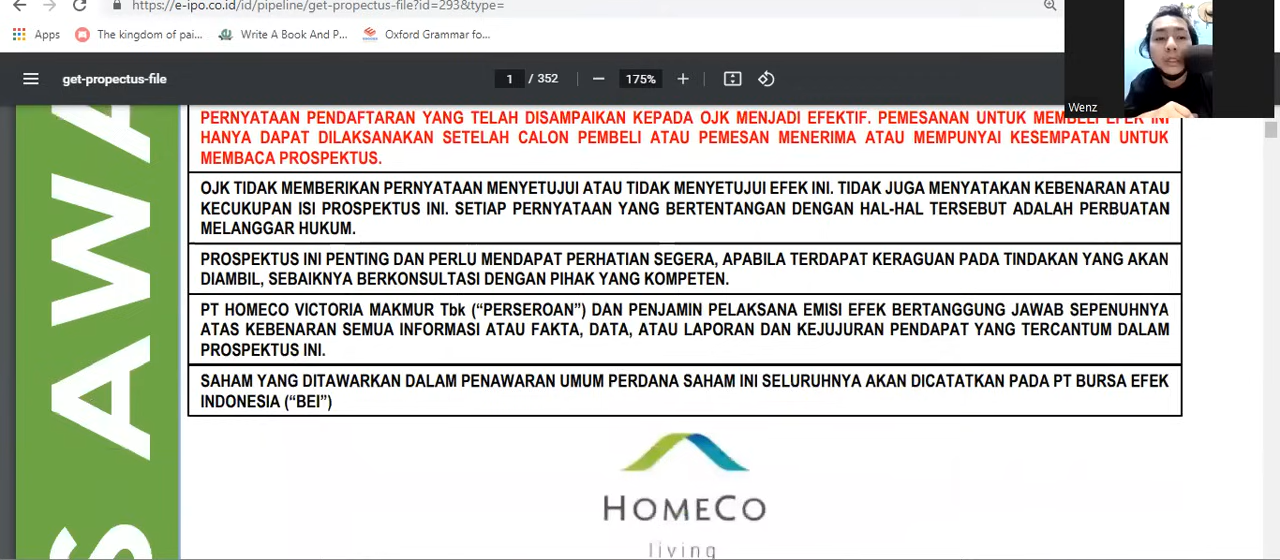 https://e-ipo.co.id/id/pipeline/get-propectus-file?id=293&type=
Apps The kingdom of pai... Write A Book And P... Oxford Grammar fo...
get-propectus-file 1 / 352 175%
Wenz
PERNYATAAN PENDAFTARAN YANG TELAH DISAMPAIKAN KEPADA OJK MENJADI EFEKTIF. PEMESANAN UNTUK MEMBELI EFEK INI
HANYA DAPAT DILAKSANAKAN SETELAH CALON PEMBELI ATAU PEMESAN MENERIMA ATAU MEMPUNYAI KESEMPATAN UNTUK
MEMBACA PROSPEKTUS.
OJK TIDAK MEMBERIKAN PERNYATAAN MENYETUJUI ATAU TIDAK MENYETUJUI EFEK INI. TIDAK JUGA MENYATAKAN KEBENARAN ATAU
KECUKUPAN ISI PROSPEKTUS INI. SETIAP PERNYATAAN YANG BERTENTANGAN DENGAN HAL-HAL TERSEBUT ADALAH PERBUATAN
MELANGGAR HUKUM.
PROSPEKTUS INI PENTING DAN PERLU MENDAPAT PERHATIAN SEGERA, APABILA TERDAPAT KERAGUAN PADA TINDAKAN YANG AKAN
DIAMBIL, SEBAIKNYA BERKONSULTASI DENGAN PIHAK YANG KOMPETEN.
PT HOMECO VICTORIA MAKMUR Tbk (“PERSEROAN”) DAN PENJAMIN PELAKSANA EMISI EFEK BERTANGGUNG JAWAB SEPENUHNYA
ATAS KEBENARAN SEMUA INFORMASI ATAU FAKTA, DATA, ATAU LAPORAN DAN KEJUJURAN PENDAPAT YANG TERCANTUM DALAM
PROSPEKTUS INI.
SAHAM YANG DITAWARKAN DALAM PENAWARAN UMUM PERDANA SAHAM INI SELURUHNYA AKAN DICATATKAN PADA PT BURSA EFEK
INDONESIA (“BEI”)
HOMECO
living
S AWA